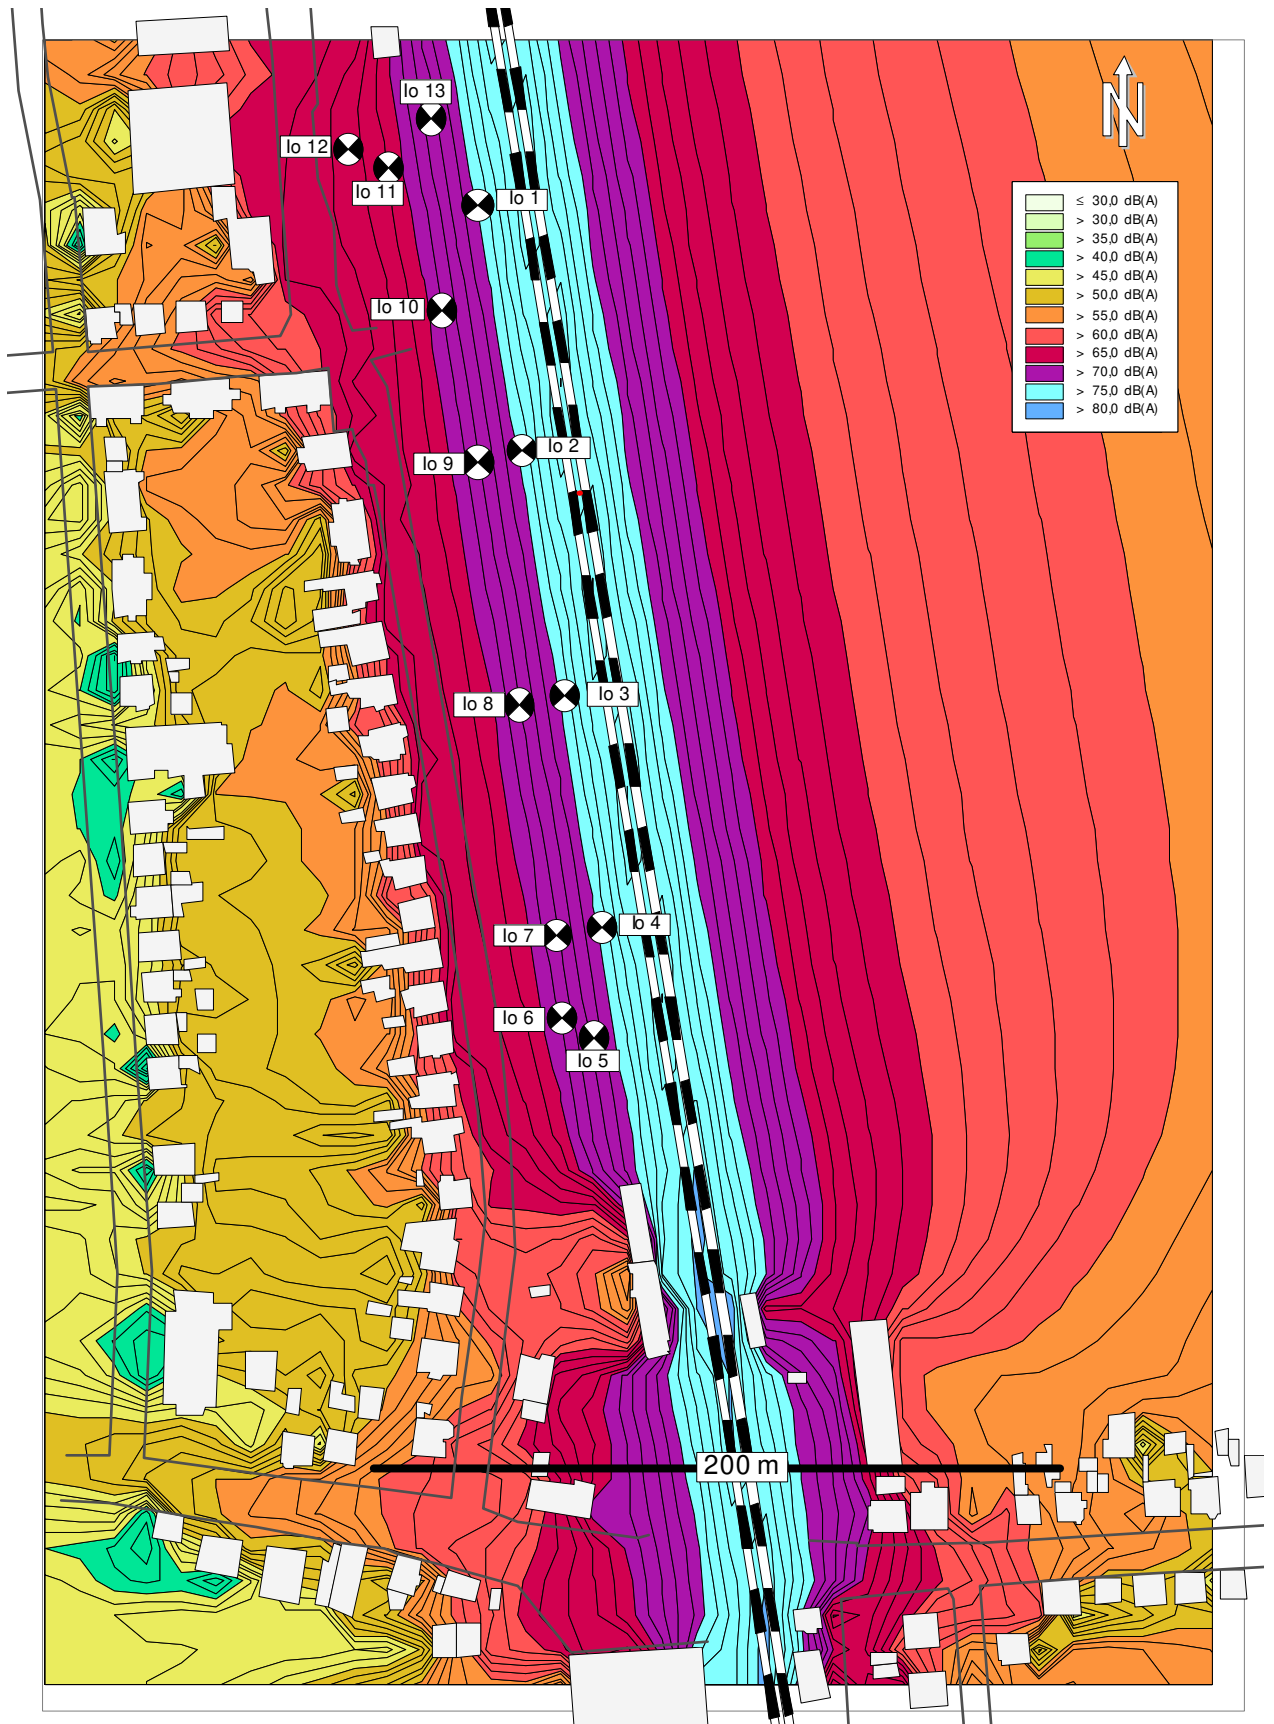 Io 13
N
Io 12
Io 11
Io 1
≤ 30,0 dB(A)
> 30,0 dB(A)
> 35,0 dB(A)
> 40,0 dB(A)
> 45,0 dB(A)
> 50,0 dB(A)
> 55,0 dB(A)
> 60,0 dB(A)
> 65,0 dB(A)
> 70,0 dB(A)
> 75,0 dB(A)
> 80,0 dB(A)
Io 10
Io 2
Io 9
Io 3
Io 8
Io 4
Io 7
Io 6
Io 5
200 m